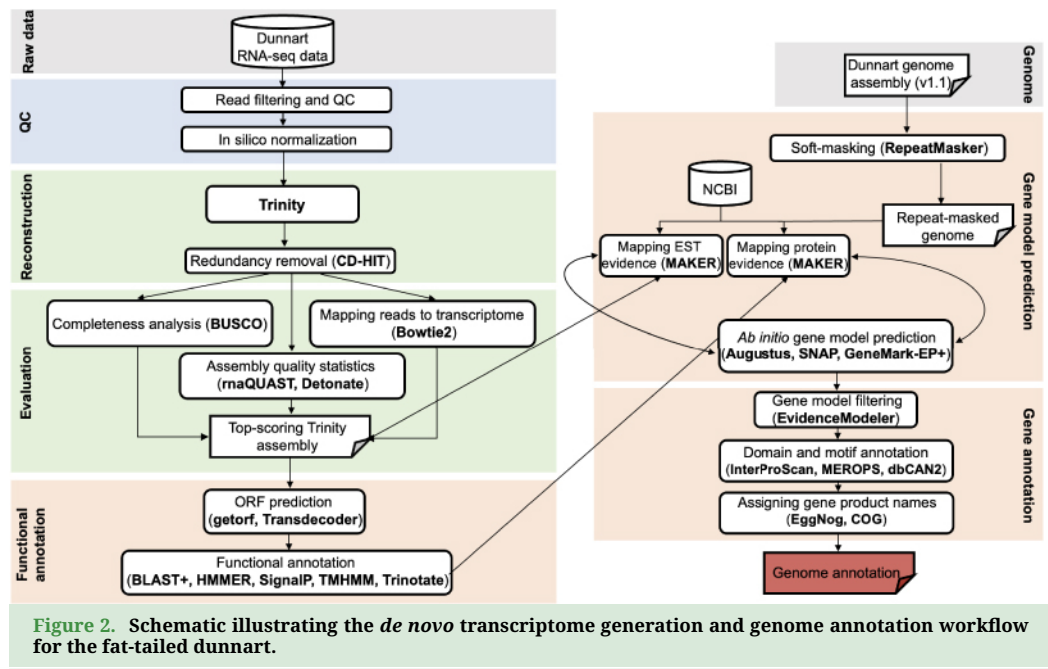 Raw data
Dunnart
RNA-seq data
QC
Read filtering and QC
In silico normalization
Reconstruction
Trinity
Redundancy removal (CD-HIT)
Evaluation
Completeness analysis (BUSCO)
Mapping reads to transcriptome
(Bowtie2)
Assembly quality statistics
(rnaQUAST, Detonate)
Top-scoring Trinity
assembly
Functional
annotation
ORF prediction
(getorf, Transdecoder)
Functional annotation
(BLAST+, HMMER, SignalP, TMHMM, Trinotate)
Genome
Dunnart genome
assembly (v1.1)
Gene model prediction
Soft-masking (RepeatMasker)
NCBI
Repeat-masked
genome
Mapping EST
evidence (MAKER)
Mapping protein
evidence (MAKER)
Ab initio gene model prediction
(Augustus, SNAP, GeneMark-EP+)
Gene annotation
Gene model filtering
(EvidenceModeler)
Domain and motif annotation
(InterProScan, MEROPS, dbCAN2)
Assigning gene product names
(EggNog, COG)
Genome annotation
Figure 2. Schematic illustrating the de novo transcriptome generation and genome annotation workflow
for the fat-tailed dunnart.